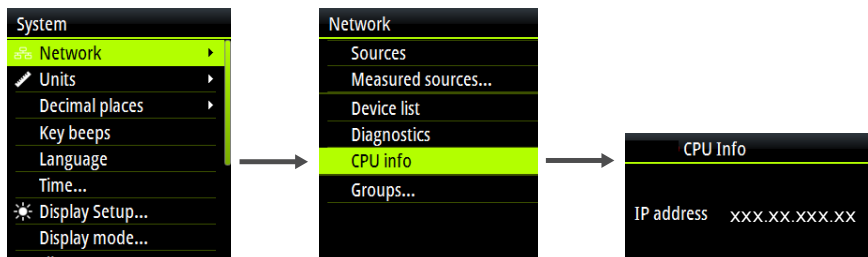 System
Network
Units
Decimal places
Key beeps
Language
Time...
Display Setup...
Display mode...
Network
Sources
Measured sources...
Device list
Diagnostics
CPU info
Groups...
CPU Info
IP address xxx.xx.xxx.xx